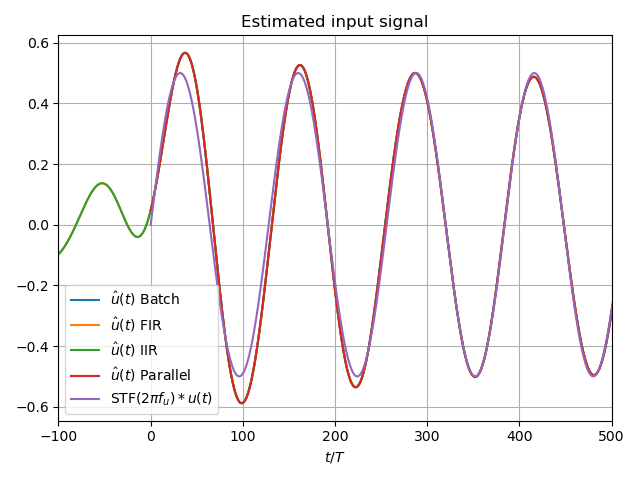 Estimated input signal
0.6
0.4
0.2
0.0
−0.2
−0.4
−0.6
û(t) Batch
û(t) FIR
û(t) IIR
û(t) Parallel
STF(2πfᵤ) * u(t)
−100
0
100
200
300
400
500
t/T